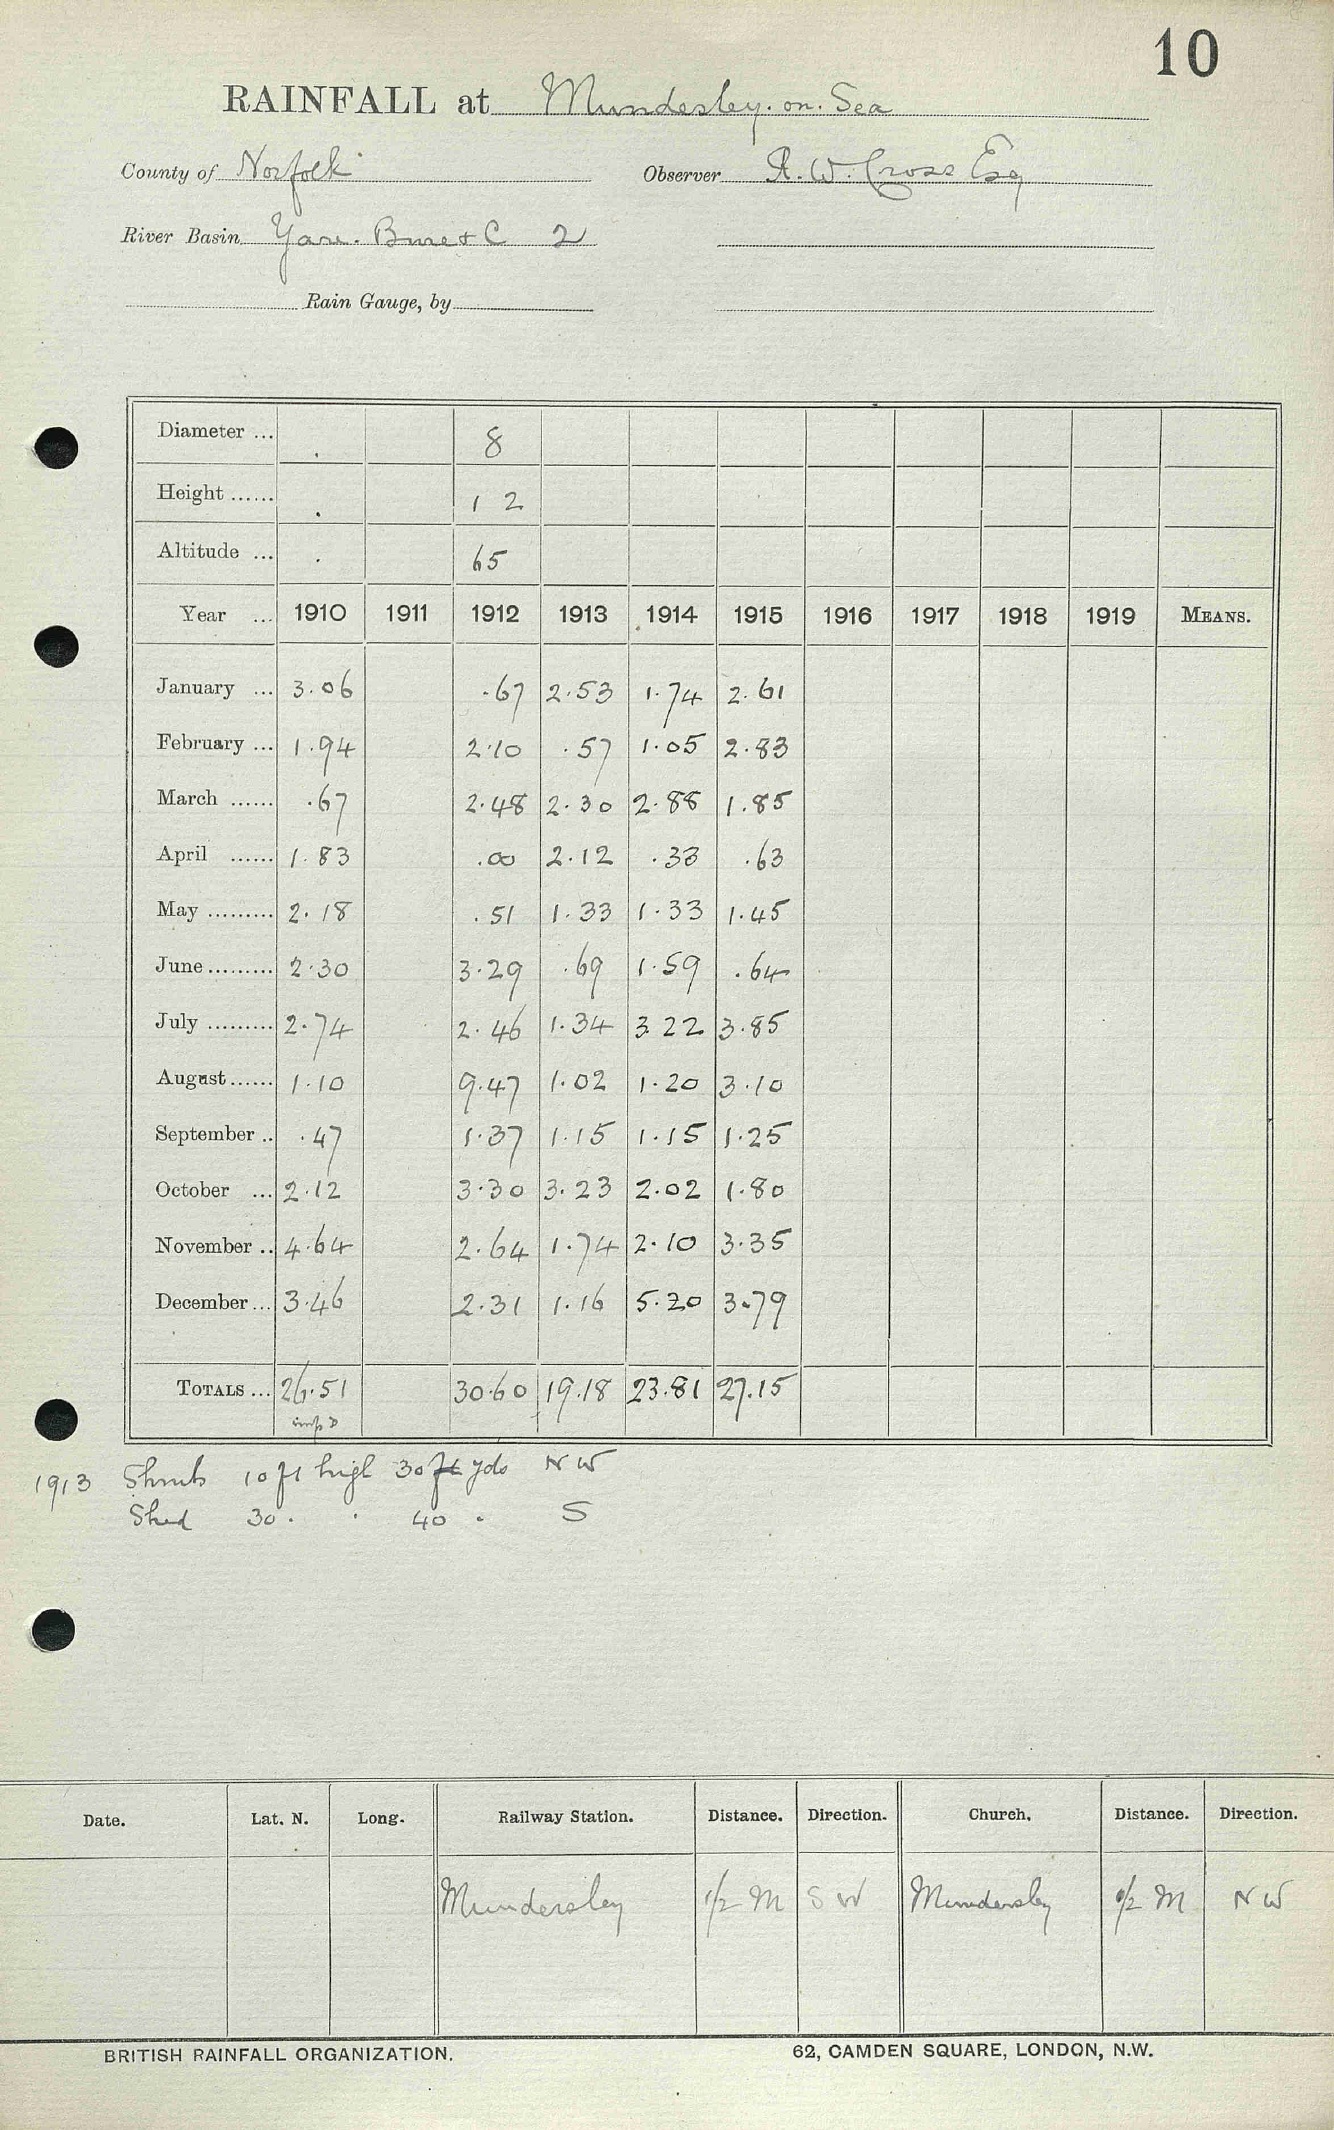 10
RAINFALL at Mundesley. on. Sea
County of Norfolk Observer A. W. Cross Esq
River Basin Yare. Bure & C 2
Rain Gauge, by
Diameter ... 8
Height ...... 12
Altitude ... 65
Year ... 1910 1911 1912 1913 1914 1915 1916 1917 1918 1919 MEANS.
January ... 3.06 .67 2.53 1.74 2.61
February ... 1.94 2.10 .57 1.05 2.83
March ...... .67 2.48 2.30 2.88 1.85
April ...... 1.83 .00 2.12 .33 .63
May ......... 2.18 .51 1.33 1.33 1.45
June ......... 2.30 3.29 .69 1.59 .64
July ......... 2.74 2.46 1.34 3.22 3.85
August ...... 1.10 9.47 1.02 1.20 3.10
September .. .47 1.37 1.15 1.15 1.25
October ... 2.12 3.30 3.23 2.02 1.80
November .. 4.64 2.64 1.74 2.10 3.35
December ... 3.46 2.31 1.16 5.20 3.79
TOTALS ... 26.51 30.60 19.18 23.81 27.15
1913 Shrubs 10 ft high 30 ft yds NW
Shed 30 . . 40 . S
Date. Lat. N. Long. Railway Station. Distance. Direction. Church. Distance. Direction.
Mundersley 1/2 M SW Mundersley 1/2 M NW
BRITISH RAINFALL ORGANIZATION. 62, CAMDEN SQUARE, LONDON, N.W.